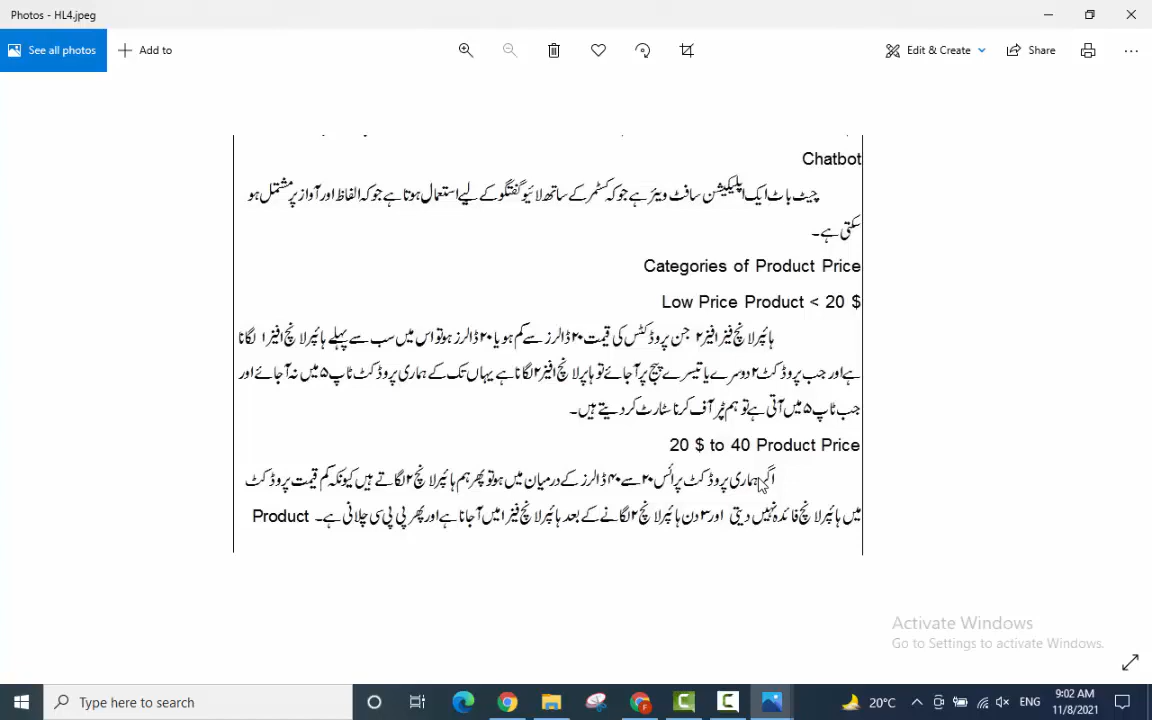 Photos - HL4.jpeg
See all photos
Add to
Edit & Create
Share
Chatbot
چیٹ باٹ ایک اپلیکیشن سافٹ ویئر ہے جو کہ کسٹمر کے ساتھ لائیو گفتگو کے لیے استعمال ہوتا ہے جو کہ الفاظ اور آواز پر مشتمل ہو
سکتی ہے۔
Categories of Product Price
Low Price Product < 20 $
ہائپر لانچ فیز افیز ۲ جن پروڈکٹس کی قیمت ۲۰ ڈالرز سے کم ہو یا ۲۰ ڈالرز ہو تو اس میں سب سے پہلے ہائپر لانچ افیز ا لگانا
ہے اور جب پروڈکٹ ۲ دوسرے یا تیسرے پیج پر آجائے تو ہاپر لانچ افیز ۲ لگانا ہے یہاں تک کے ہماری پروڈکٹ ٹاپ ۵ میں نہ آجائے اور
جب ٹاپ ۵ میں آتی ہے تو ہم ٹپر آف کرنا سٹارٹ کر دیتے ہیں۔
20 $ to 40 Product Price
اگر ہماری پروڈکٹ پرائس ۲۰ سے ۴۰ ڈالرز کے درمیان میں ہو تو پھر ہم ہائپر لانچ ۲ لگاتے ہیں کیونکہ کم قیمت پروڈکٹ
میں ہائپر لانچ فائدہ نہیں دیتی اور ۳ دن ہائپر لانچ ۲ لگانے کے بعد ہائپر لانچ فیز ا میں آجانا ہے اور پھر پی پی سی چلانی ہے۔ Product
Activate Windows
Go to Settings to activate Windows.
Type here to search
20°C
ENG
9:02 AM
11/8/2021